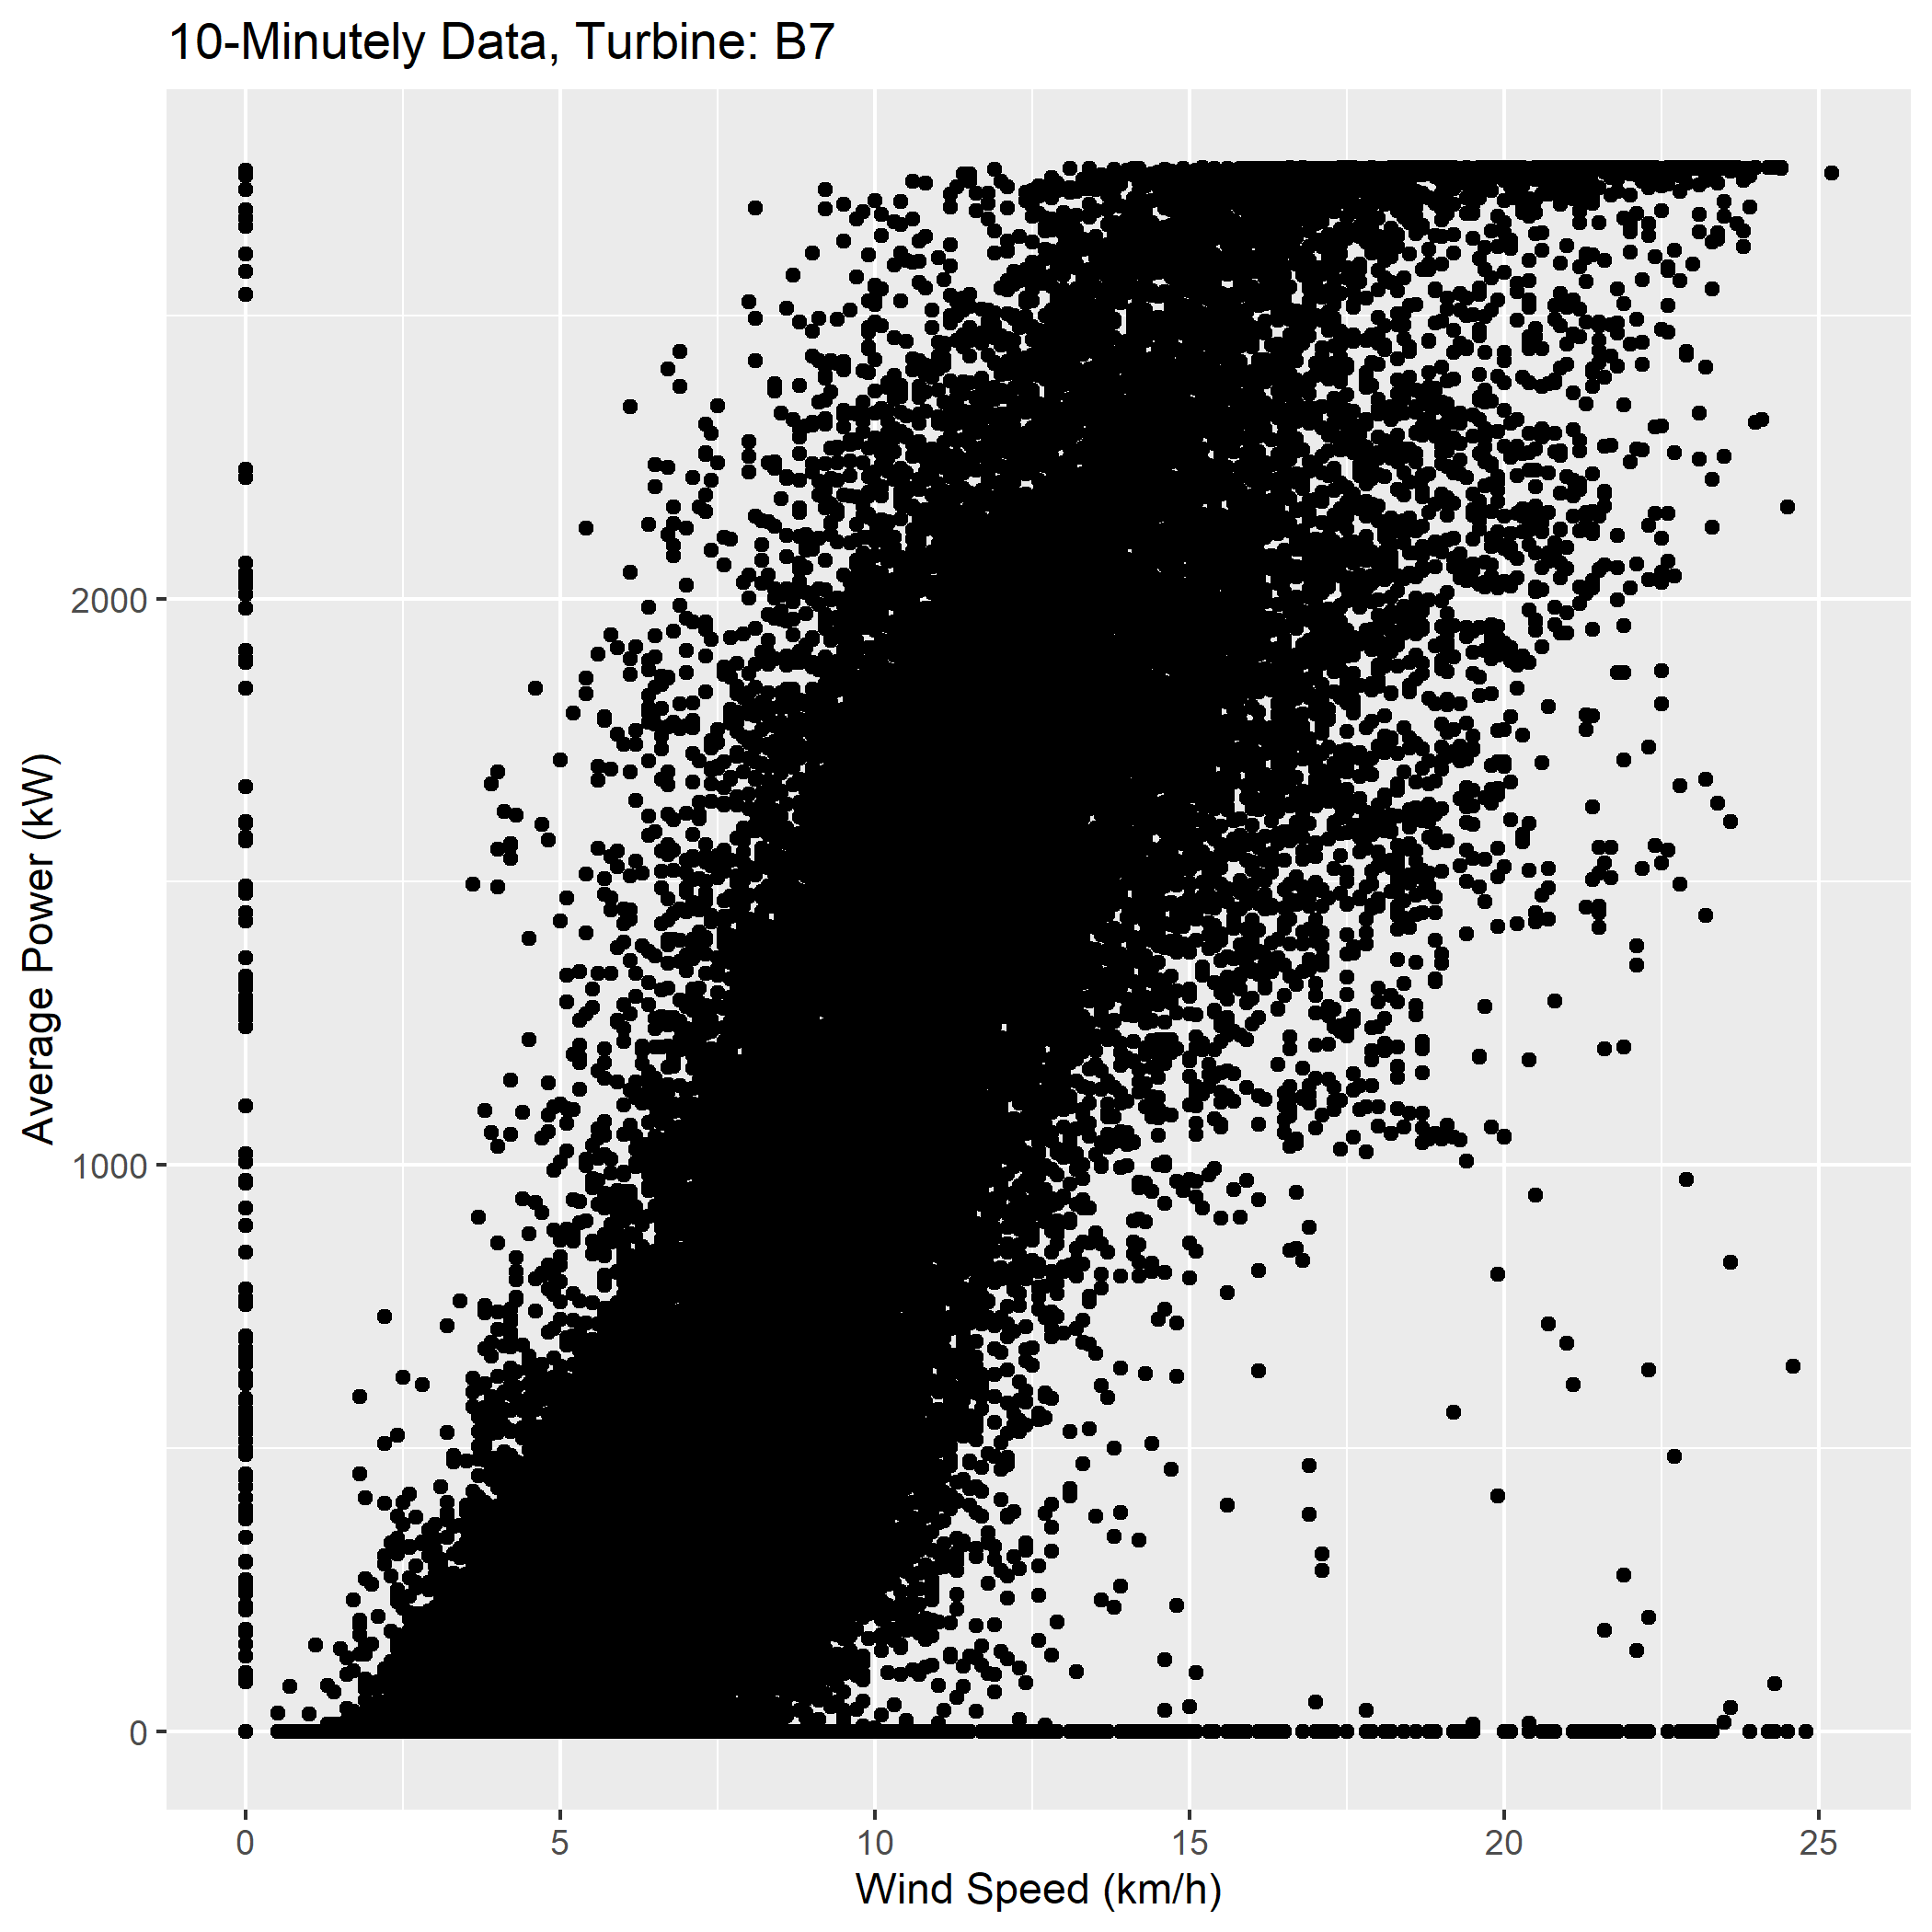 10-Minutely Data, Turbine: B7
Average Power (kW)
2000
1000
0
0 5 10 15 20 25
Wind Speed (km/h)